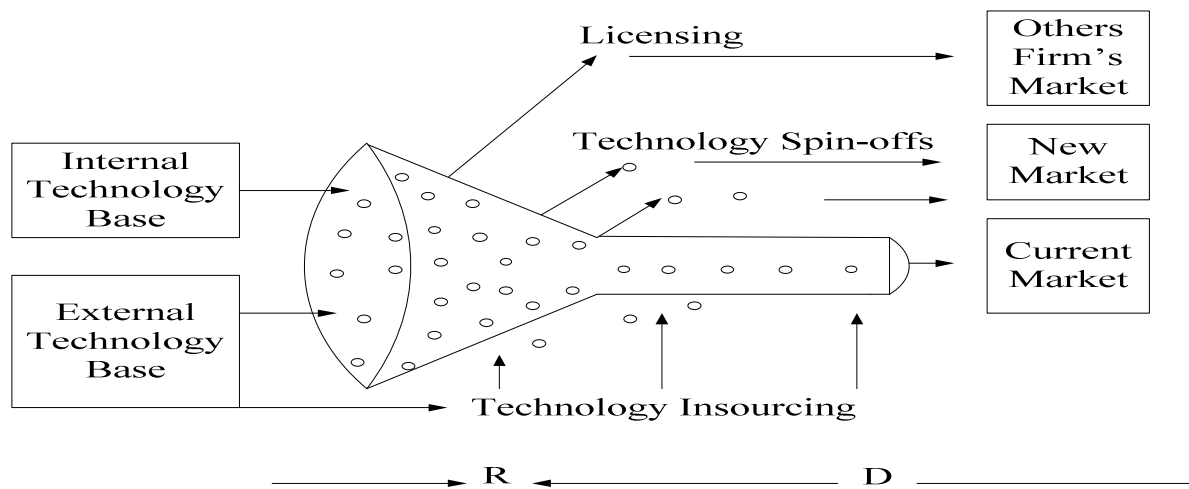 Licensing
Others
Firm's
Market
Internal
Technology
Base
Technology Spin-offs
New
Market
Current
Market
External
Technology
Base
Technology Insourcing
R
D